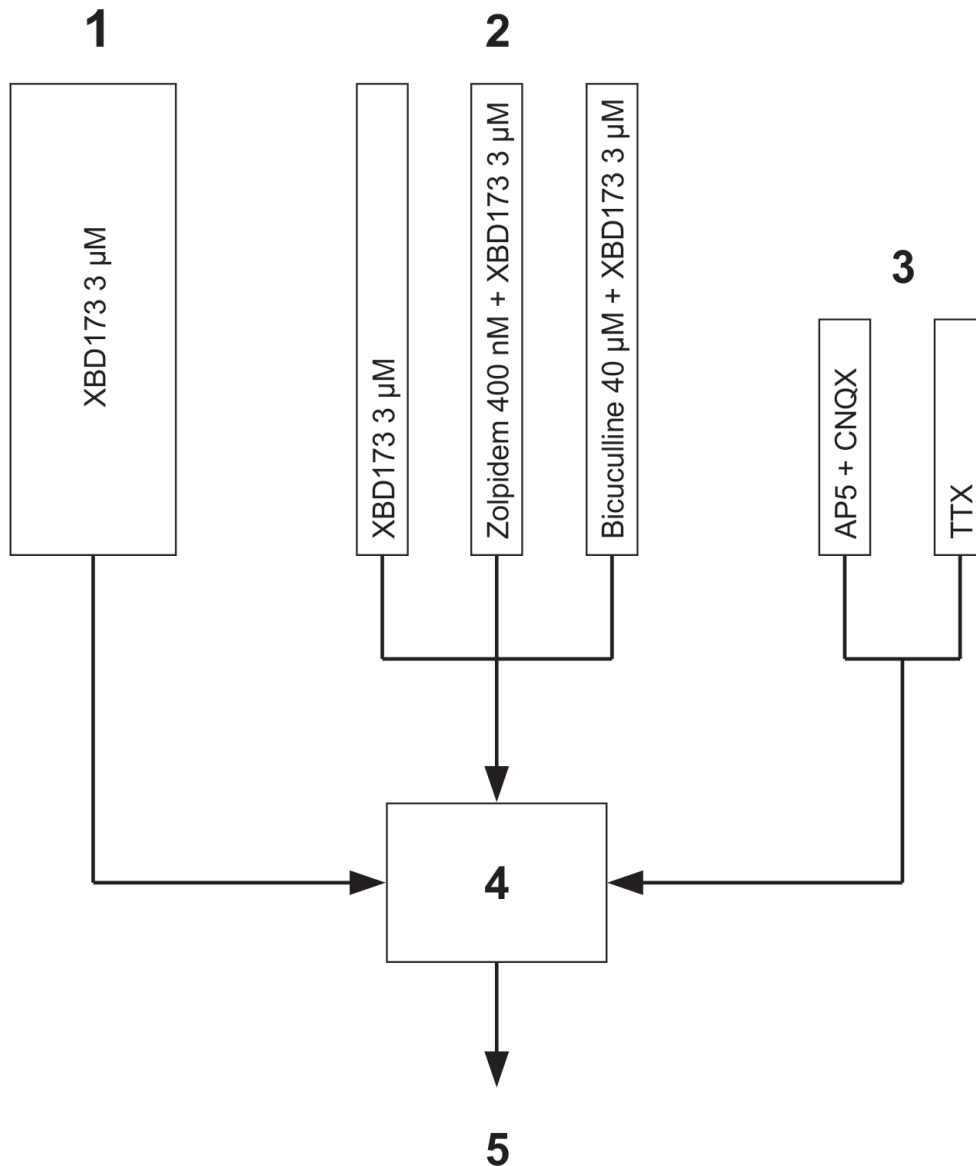 1
2
3
XBD173 3 µM
XBD173 3 µM
Zolpidem 400 nM + XBD173 3 µM
Bicuculline 40 µM + XBD173 3 µM
AP5 + CNQX
TTX
4
5